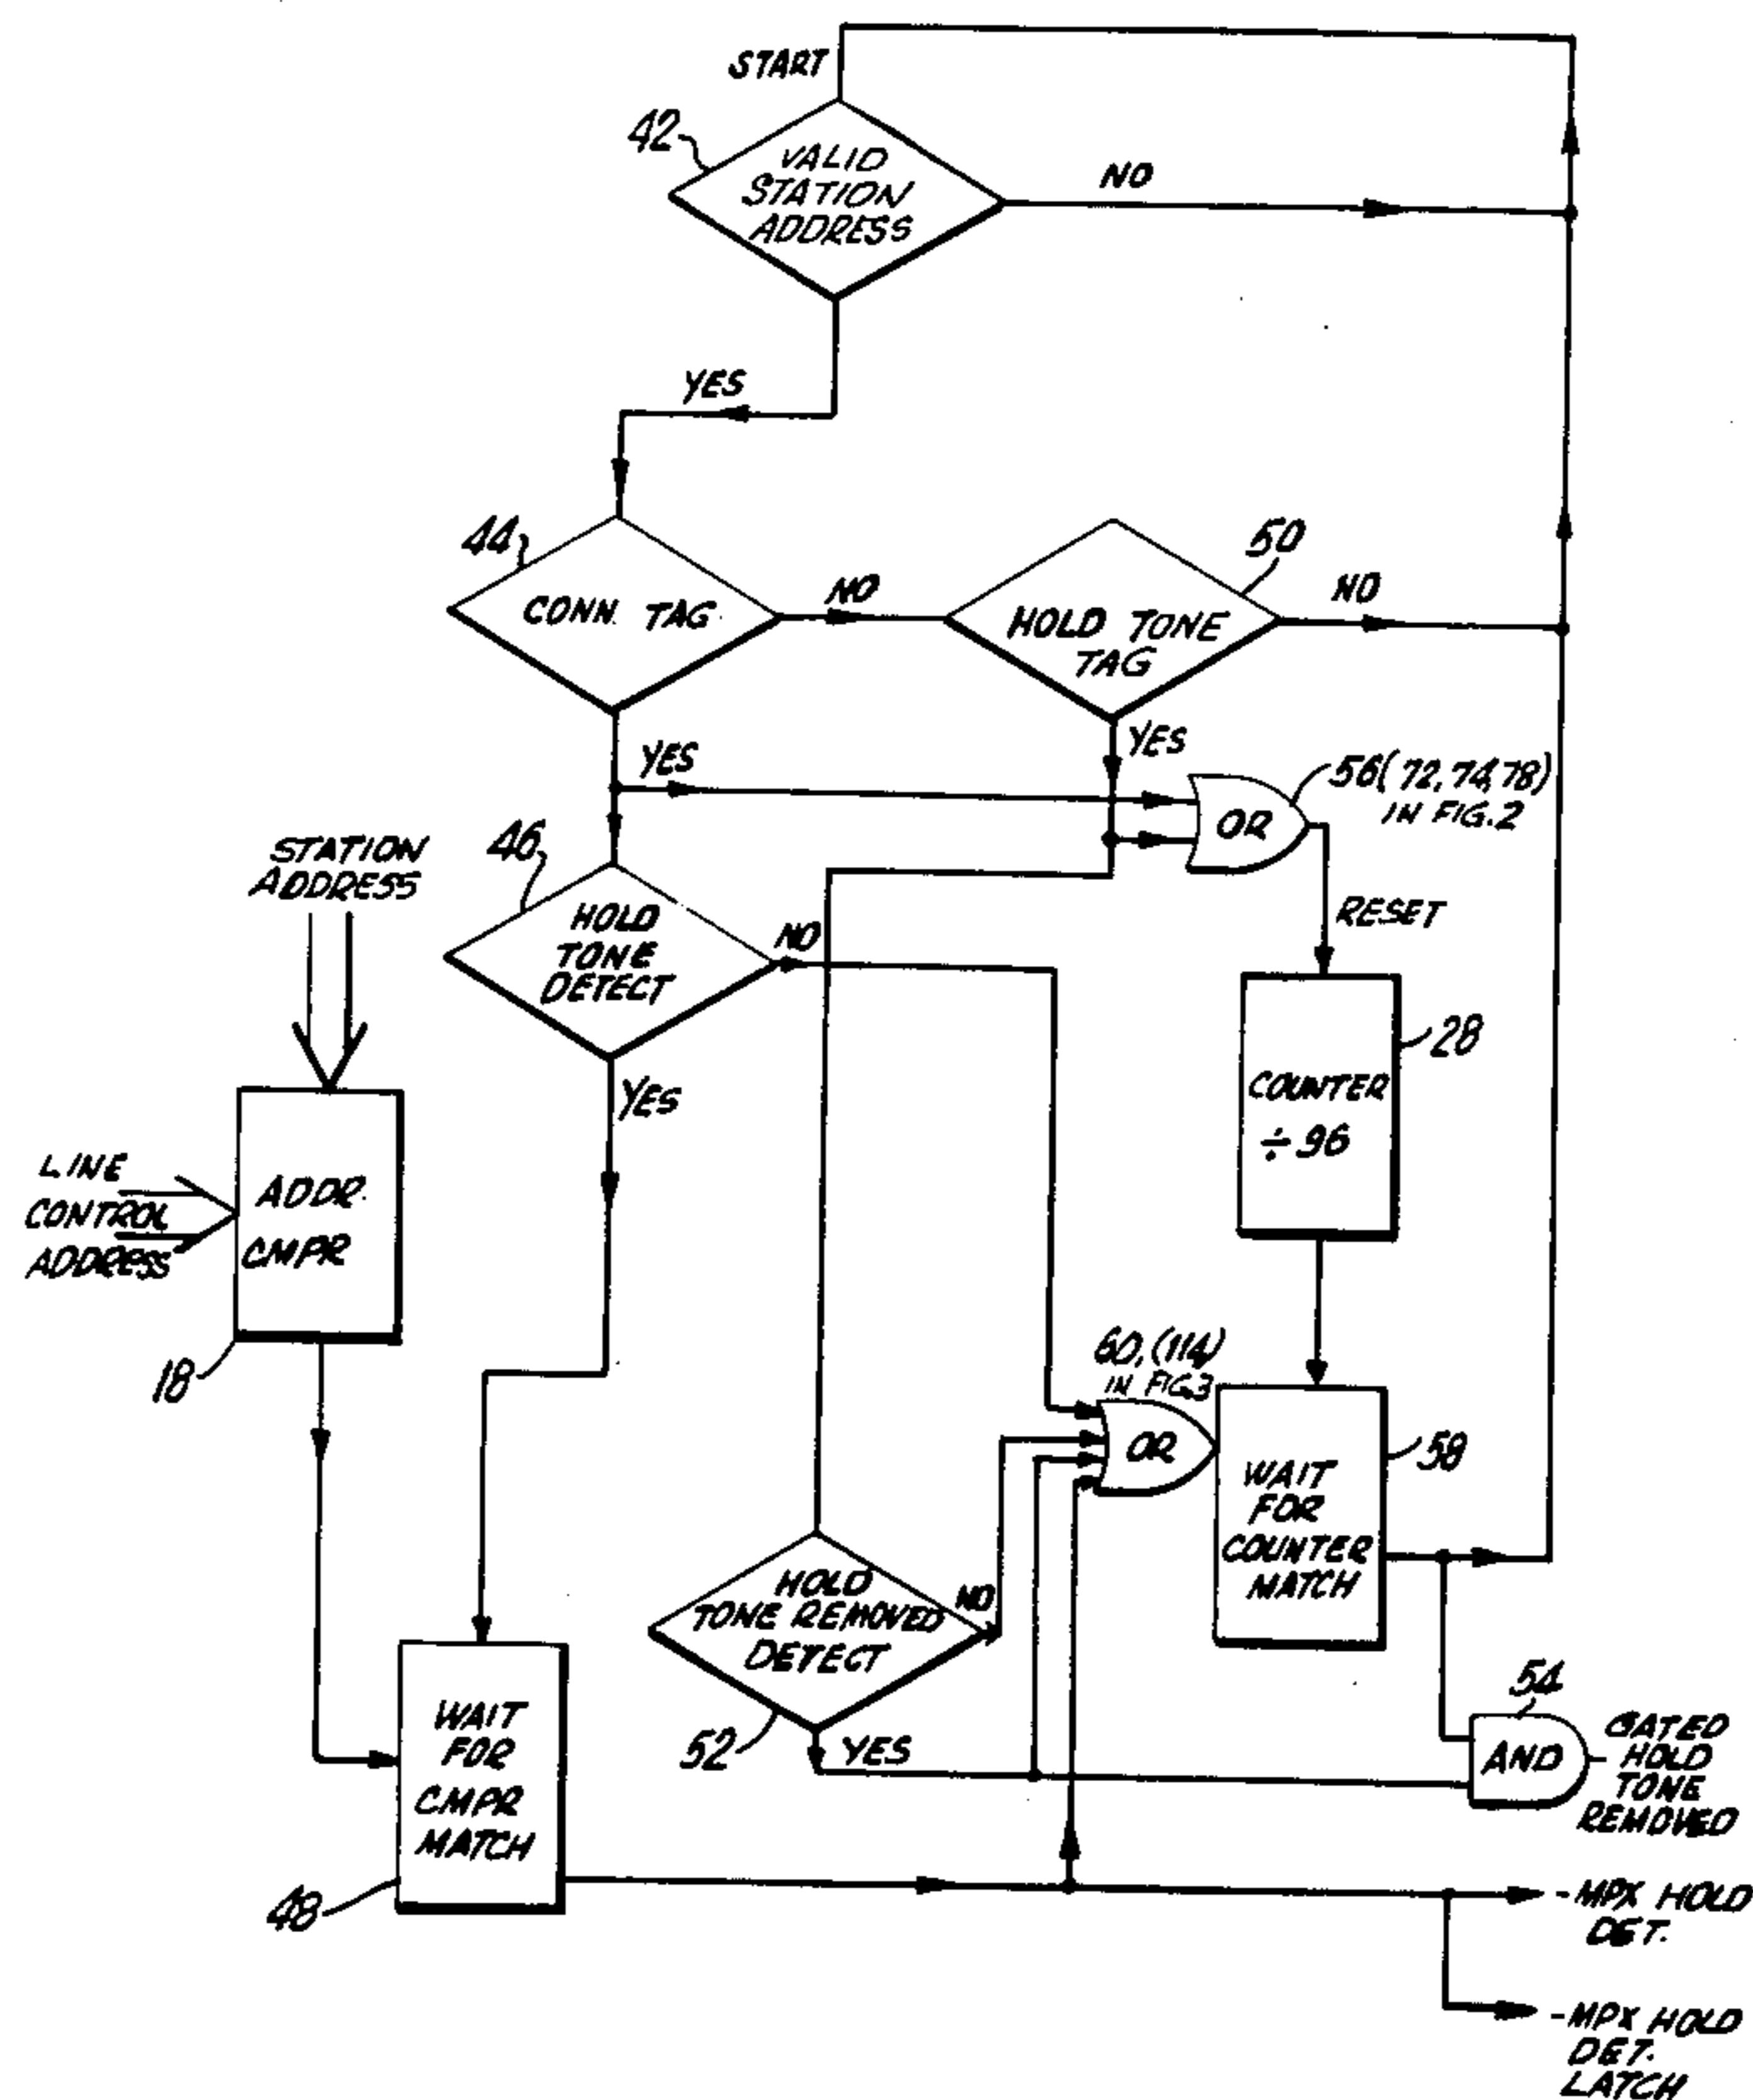 START
42
VALID
STATION
ADDRESS
NO
YES
44
CONN. TAG
NO
50
HOLD TONE
TAG
NO
YES
YES
56(72,74,78)
IN FIG.2
OR
STATION
ADDRESS
46
HOLD
TONE
DETECT
NO
RESET
YES
28
COUNTER
÷96
LINE
CONTROL
ADDRESS
ADDR.
CMPR
18
60,(114)
IN FIG.3
OR
58
WAIT
FOR
COUNTER
MATCH
HOLD
TONE REMOVED
DETECT
NO
52
YES
54
AND
GATED
HOLD
TONE
REMOVED
WAIT
FOR
CMPR
MATCH
48
-MPX HOLD
DET.
-MPX HOLD
DET.
LATCH